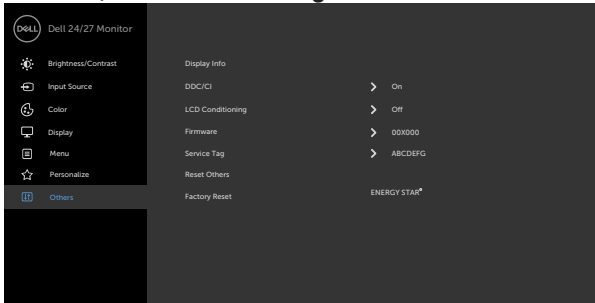 DELL Dell 24/27 Monitor
Brightness/Contrast Display Info
Input Source DDC/CI On
Color LCD Conditioning Off
Display Firmware 00X000
Menu Service Tag ABCDEFG
Personalize Reset Others
Others Factory Reset ENERGY STAR®